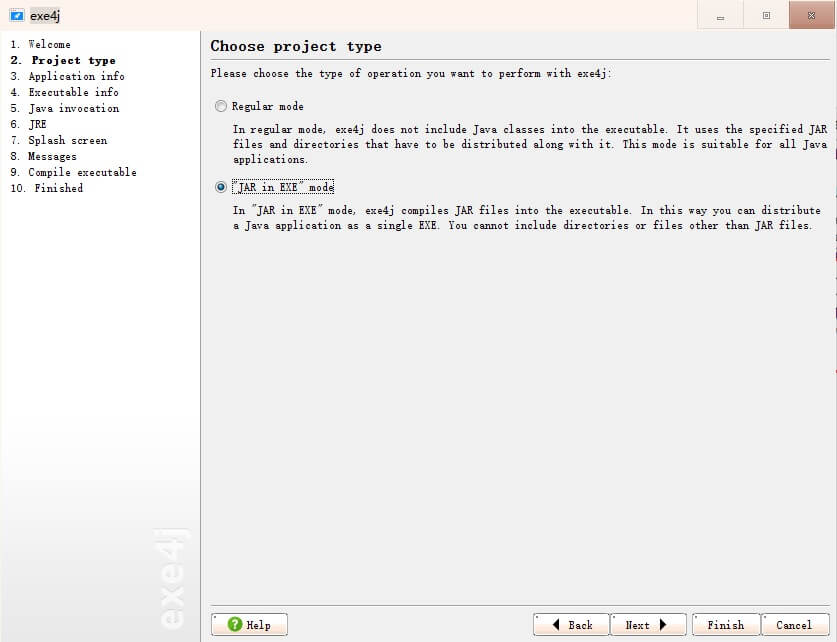 exe4j
1. Welcome
2. Project type
3. Application info
4. Executable info
5. Java invocation
6. JRE
7. Splash screen
8. Messages
9. Compile executable
10. Finished
exe4j
Choose project type
Please choose the type of operation you want to perform with exe4j:
Regular mode
In regular mode, exe4j does not include Java classes into the executable. It uses the specified JAR
files and directories that have to be distributed along with it. This mode is suitable for all Java
applications.
"JAR in EXE" mode
In "JAR in EXE" mode, exe4j compiles JAR files into the executable. In this way you can distribute
a Java application as a single EXE. You cannot include directories or files other than JAR files.
Help
Back
Next
Finish
Cancel